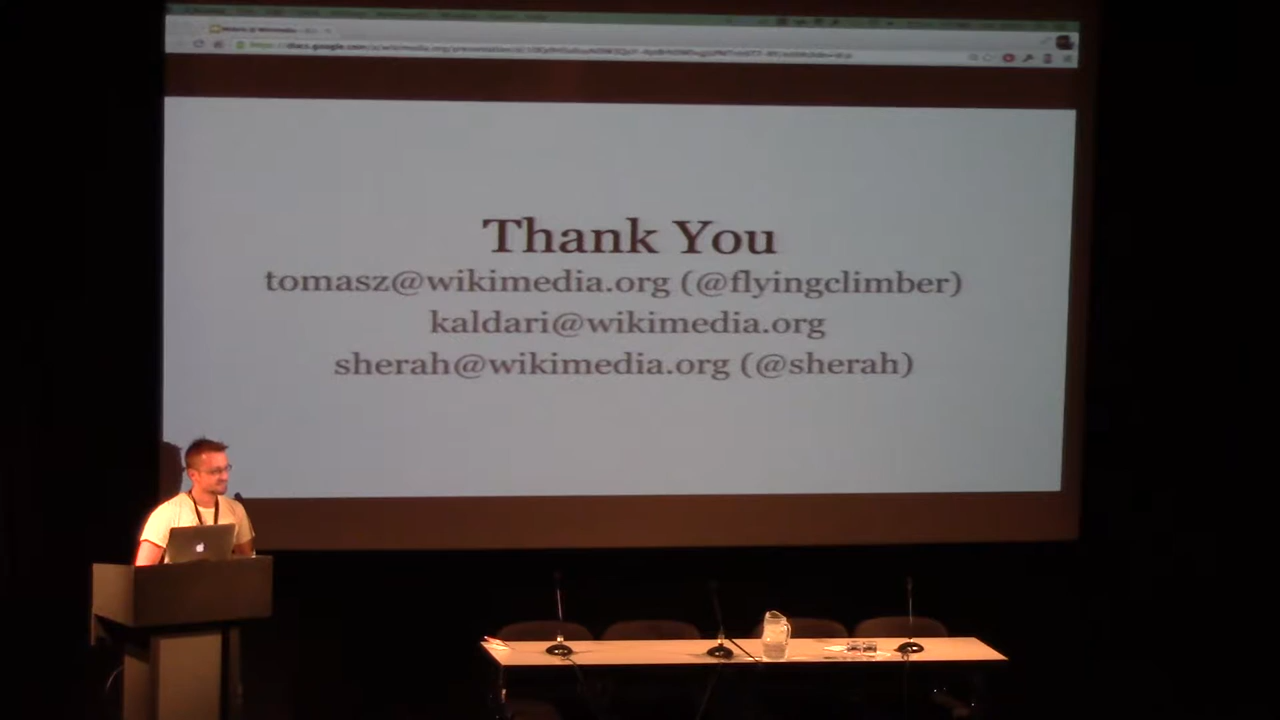 Thank You
tomasz@wikimedia.org (@flyingclimber)
kaldari@wikimedia.org
sherah@wikimedia.org (@sherah)